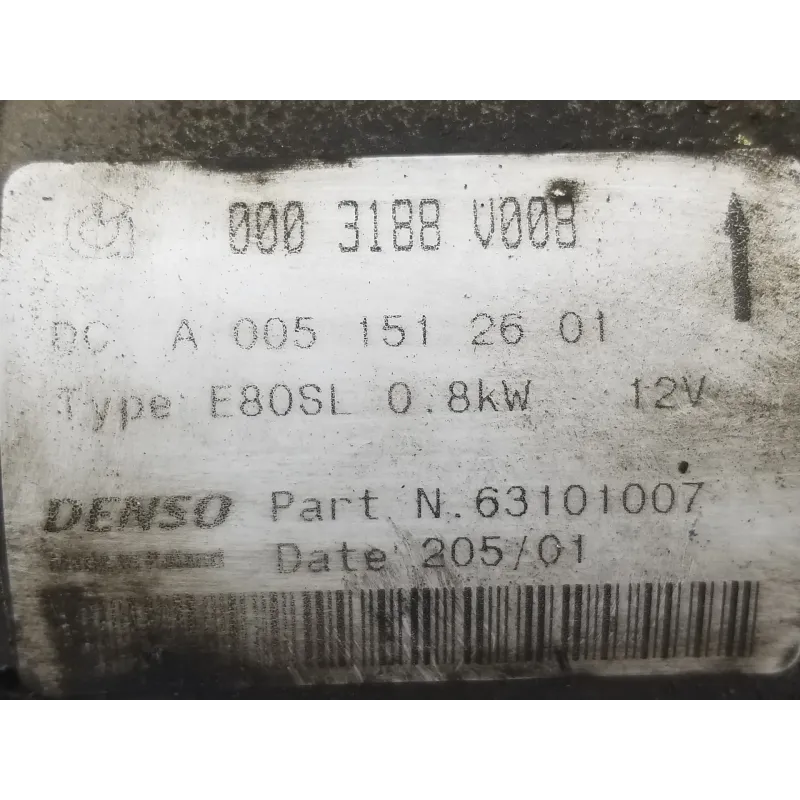 000 3188 V008
DC A 005 151 26 01
Type E80SL 0.8kW 12V
DENSO Part N.63101007
Date 205/01